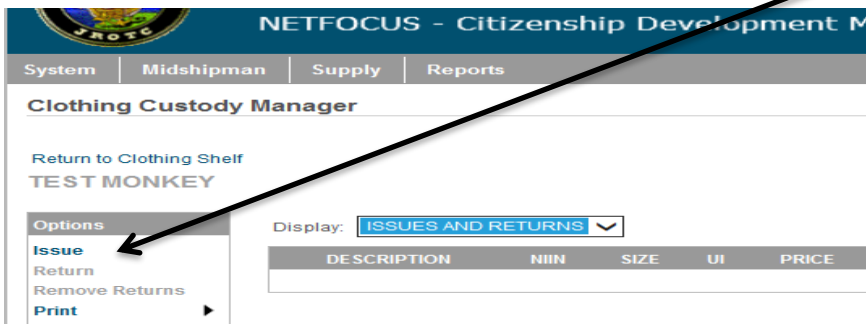 JROTC
NETFOCUS - Citizenship Development M
System Midshipman Supply Reports
Clothing Custody Manager
Return to Clothing Shelf
TEST MONKEY
Options
Display: ISSUES AND RETURNS
Issue
DESCRIPTION NIIN SIZE UI PRICE
Return
Remove Returns
Print